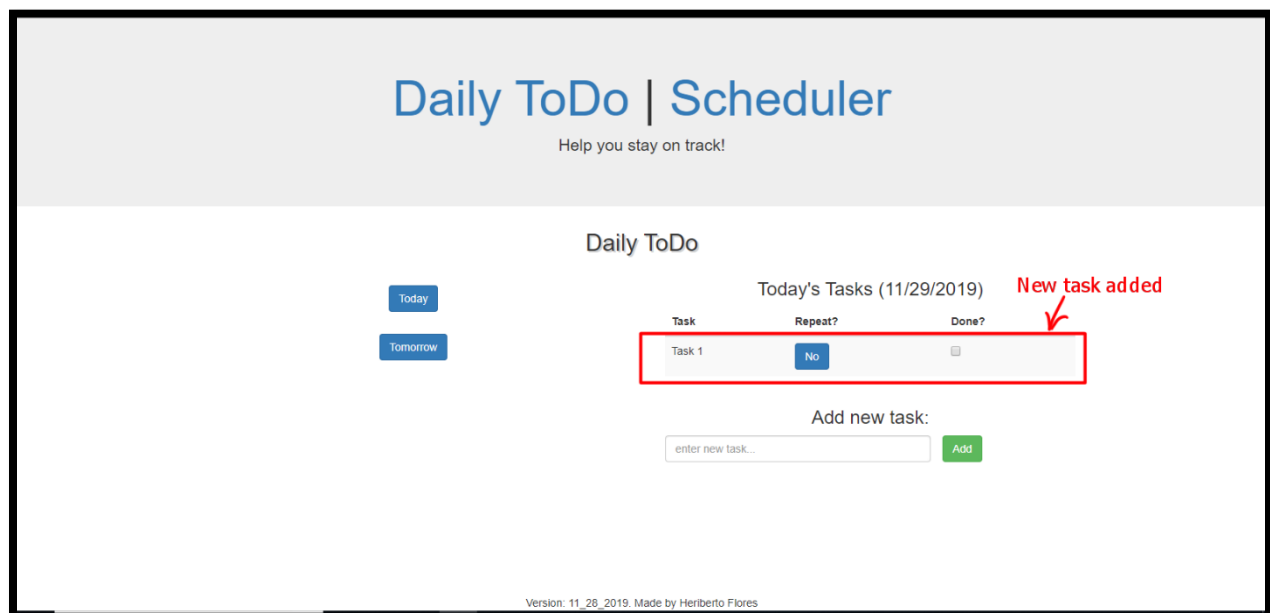 Daily ToDo | Scheduler
Help you stay on track!
Daily ToDo
Today
Tomorrow
Today's Tasks (11/29/2019)
New task added
Task Repeat? Done?
Task 1 No
Add new task:
enter new task... Add
Version: 11_28_2019. Made by Heriberto Flores